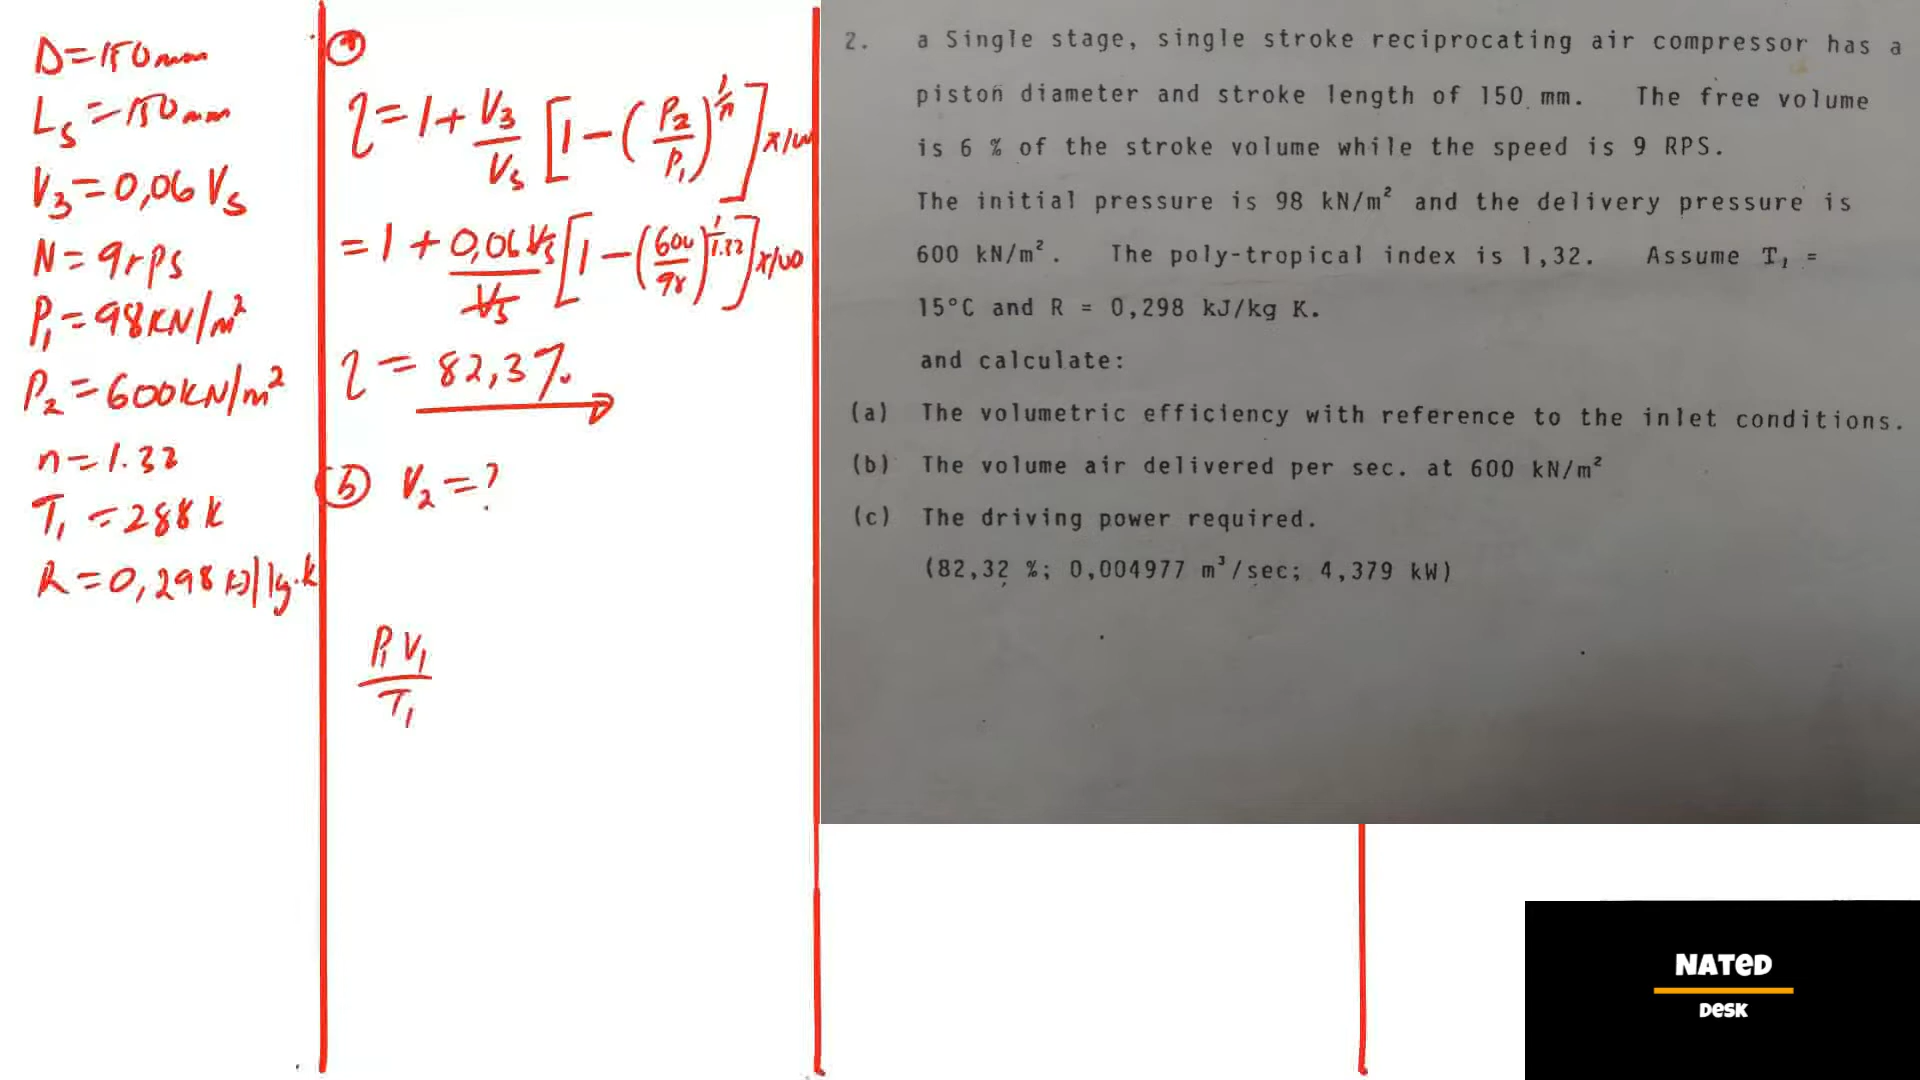 D=150mm
Ls=150mm
V3=0,06 Vs
N=9rps
P1=98KN/m²
P2=600KN/m²
n=1.32
T1=288k
R=0,298 kJ/kg.k
a
η=1+ V3/Vs [1-(P2/P1)^1/n] x100
=1+ 0,06Vs/Vs [1-(600/98)^1/1.32] x100
η= 82,3%
b V2=?
P1 V1
T1
2. a Single stage, single stroke reciprocating air compressor has a
piston diameter and stroke length of 150 mm. The free volume
is 6 % of the stroke volume while the speed is 9 RPS.
The initial pressure is 98 kN/m² and the delivery pressure is
600 kN/m². The poly-tropical index is 1,32. Assume T1 =
15°C and R = 0,298 kJ/kg K.
and calculate:
(a) The volumetric efficiency with reference to the inlet conditions.
(b) The volume air delivered per sec. at 600 kN/m²
(c) The driving power required.
(82,32 %; 0,004977 m³/sec; 4,379 kW)
NATED
DESK